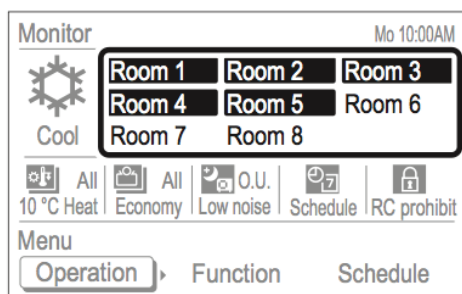 Monitor Mo 10:00AM
Room 1 Room 2 Room 3
Room 4 Room 5 Room 6
Cool Room 7 Room 8
All All O.U. 7
10 °C Heat Economy Low noise Schedule RC prohibit
Menu
Operation Function Schedule